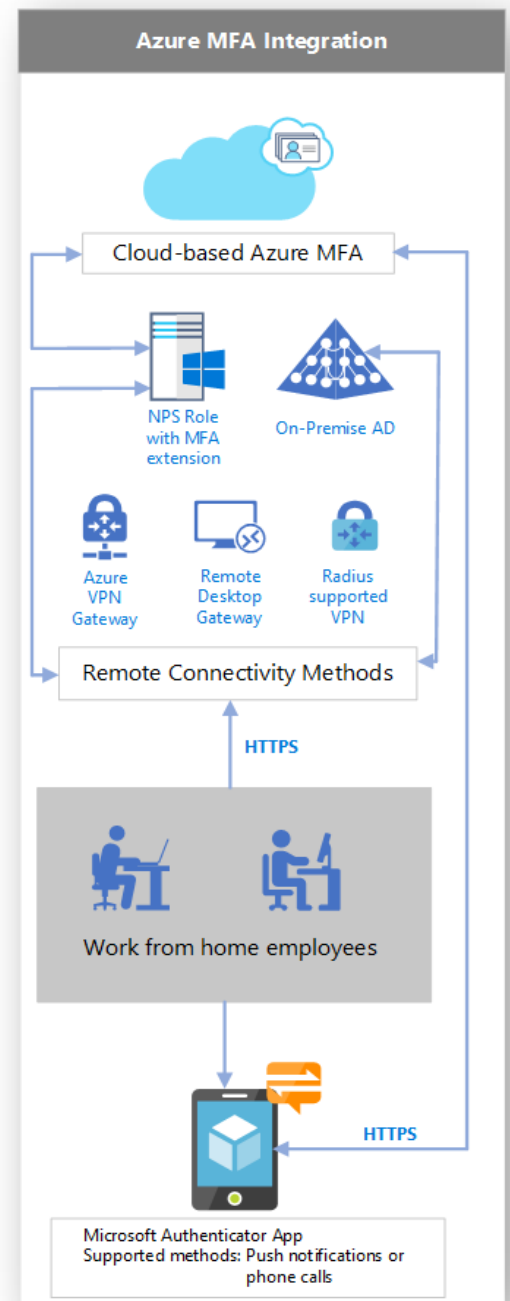 Azure MFA Integration
Cloud-based Azure MFA
NPS Role
with MFA
extension
On-Premise AD
Azure
VPN
Gateway
Remote
Desktop
Gateway
Radius
supported
VPN
Remote Connectivity Methods
HTTPS
Work from home employees
HTTPS
Microsoft Authenticator App
Supported methods: Push notifications or
phone calls